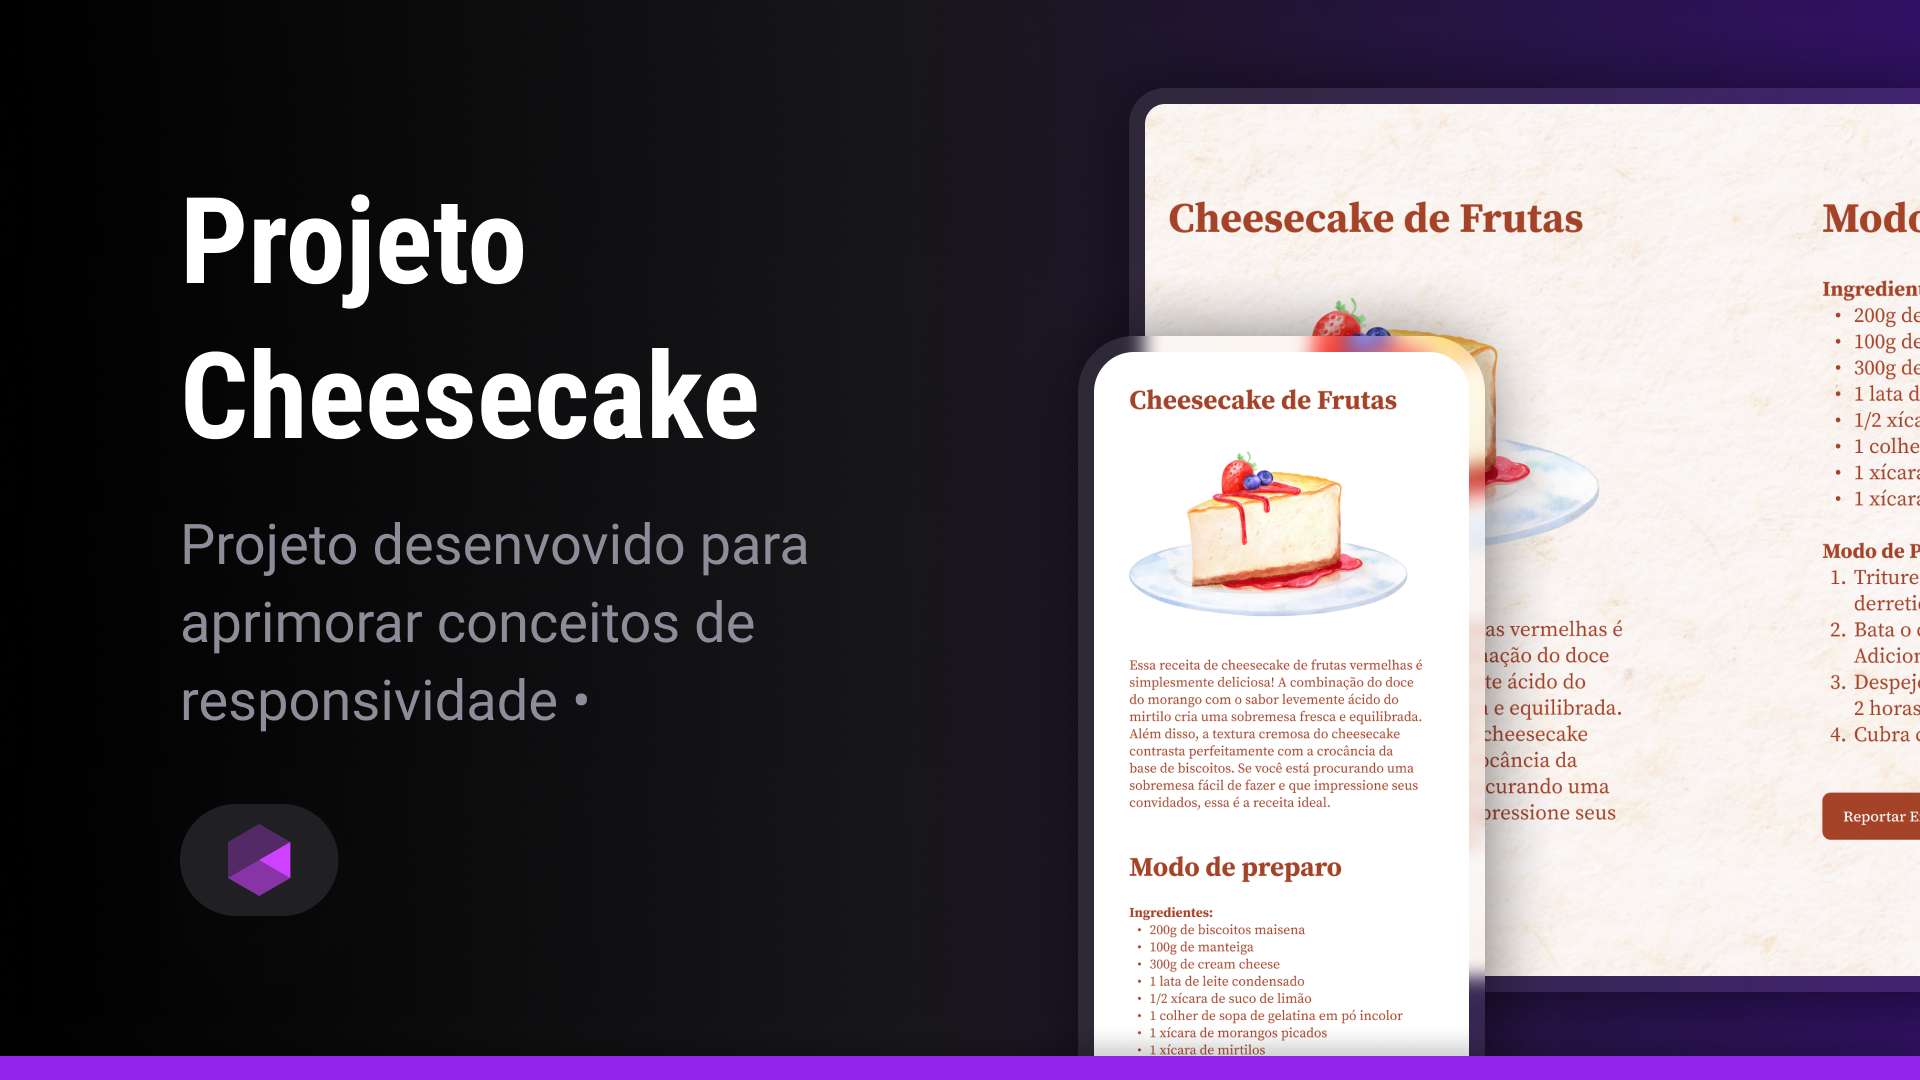 Projeto
Cheesecake
Projeto desenvovido para
aprimorar conceitos de
responsividade •
Cheesecake de Frutas
Essa receita de cheesecake de frutas vermelhas é
simplesmente deliciosa! A combinação do doce
do morango com o sabor levemente ácido do
mirtilo cria uma sobremesa fresca e equilibrada.
Além disso, a textura cremosa do cheesecake
contrasta perfeitamente com a crocância da
base de biscoitos. Se você está procurando uma
sobremesa fácil de fazer e que impressione seus
convidados, essa é a receita ideal.
Modo de preparo
Ingredientes:
• 200g de biscoitos maisena
• 100g de manteiga
• 300g de cream cheese
• 1 lata de leite condensado
• 1/2 xícara de suco de limão
• 1 colher de sopa de gelatina em pó incolor
• 1 xícara de morangos picados
• 1 xícara de mirtilos
Cheesecake de Frutas
as vermelhas é
nação do doce
te ácido do
e equilibrada.
cheesecake
ocância da
curando uma
pressione seus
Modo
Ingredient
• 200g de
• 100g de
• 300g de
• 1 lata d
• 1/2 xíca
• 1 colhe
• 1 xícara
• 1 xícara
Modo de P
1. Triture
derretic
2. Bata o c
Adicion
3. Despeje
2 horas
4. Cubra c
Reportar E